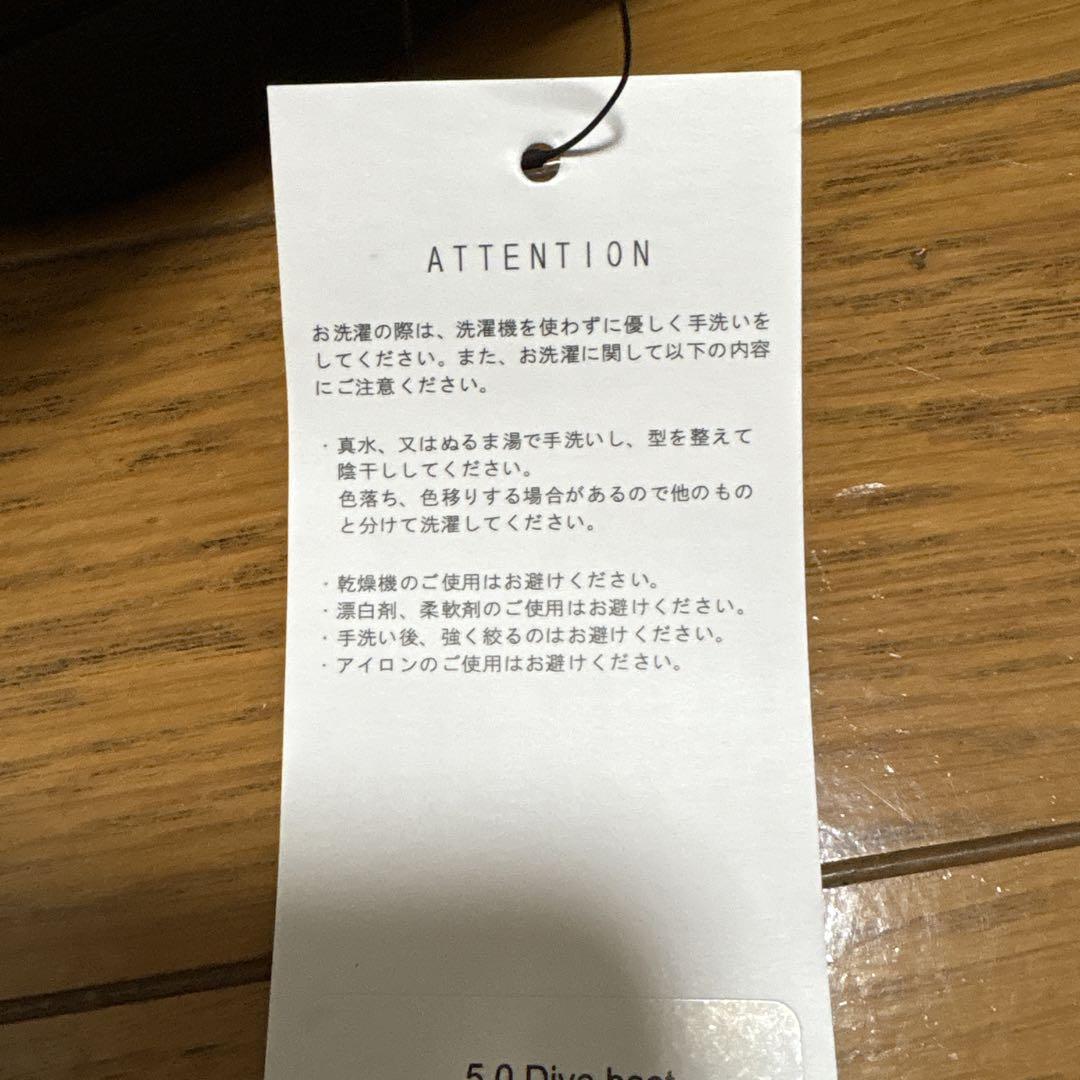 ATTENTION
お洗濯の際は、洗濯機を使わずに優しく手洗いを
してください。また、お洗濯に関して以下の内容
にご注意ください。
・真水、又はぬるま湯で手洗いし、型を整えて
陰干ししてください。
色落ち、色移りする場合があるので他のもの
と分けて洗濯してください。
・乾燥機のご使用はお避けください。
・漂白剤、柔軟剤のご使用はお避けください。
・手洗い後、強く絞るのはお避けください。
・アイロンのご使用はお避けください。
5.0 Dive boot